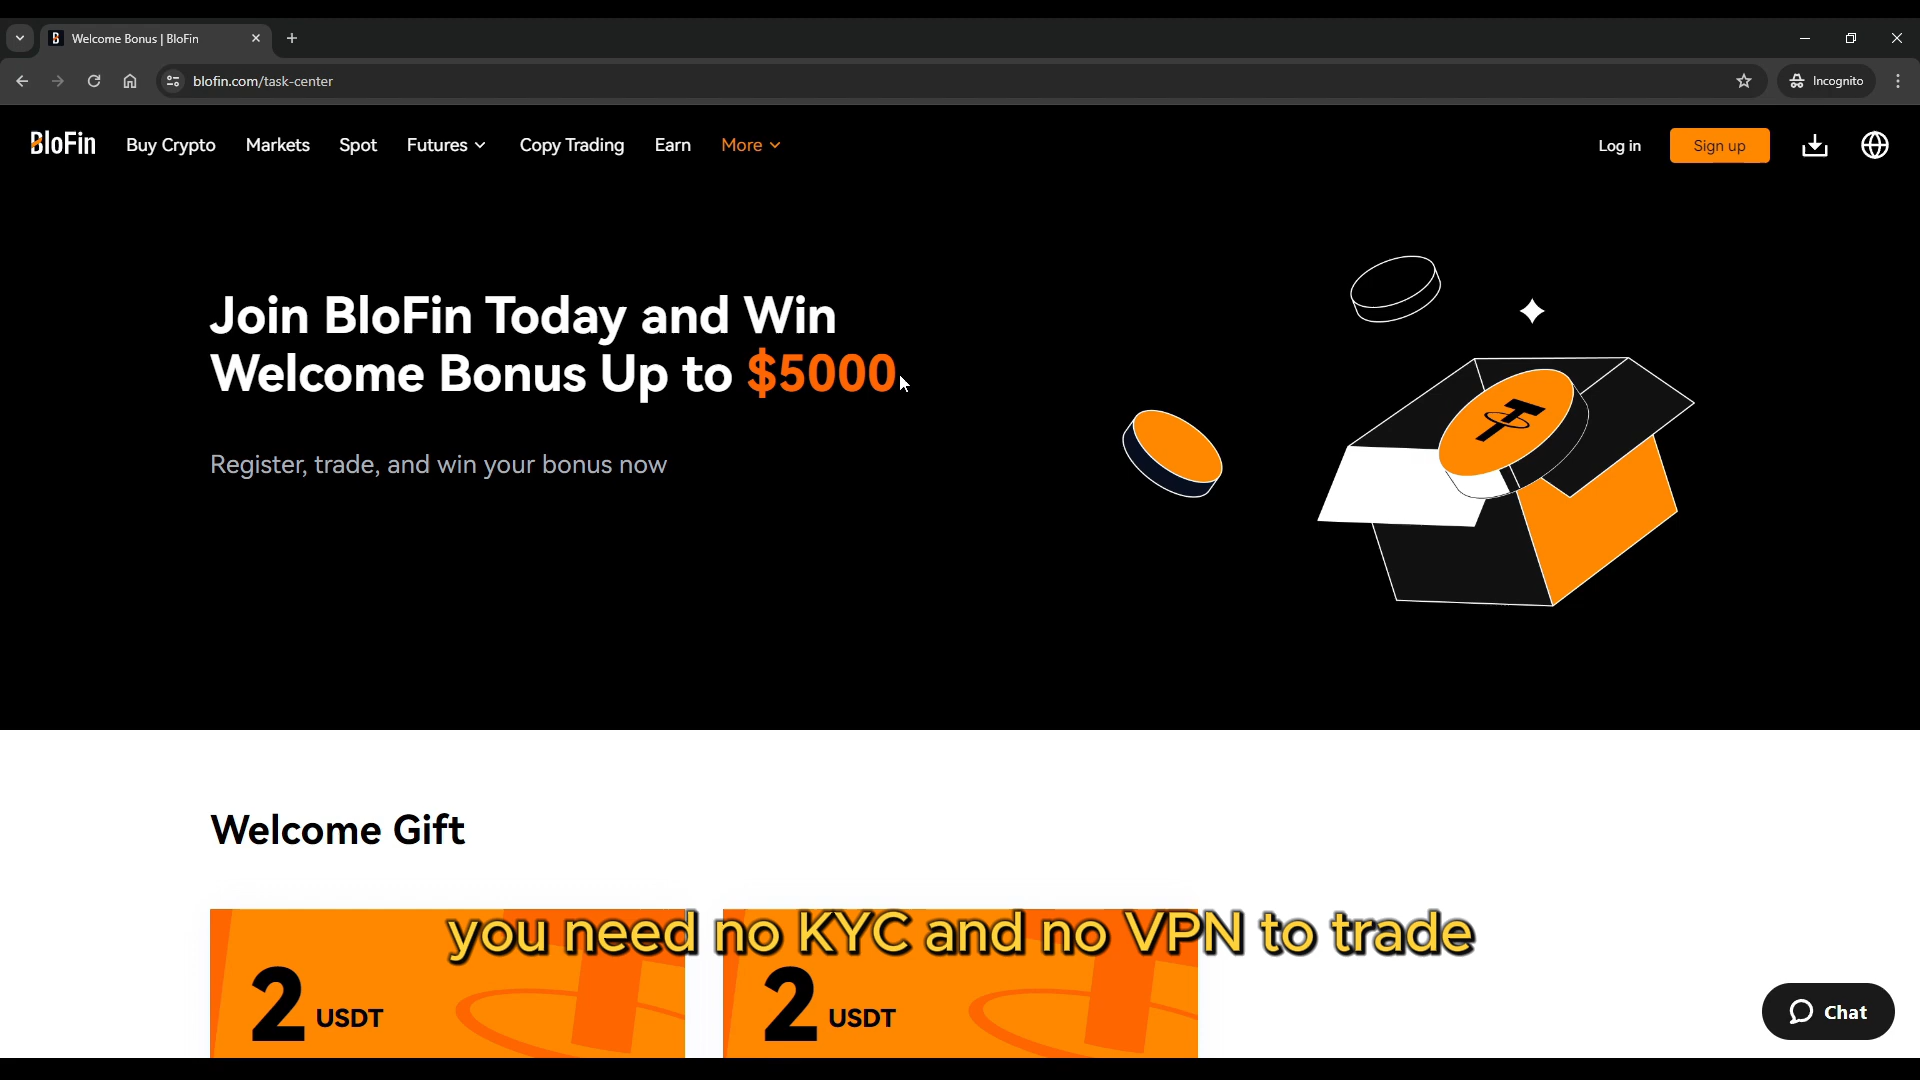 Welcome Bonus | BloFin
blofin.com/task-center
Incognito
BloFin
Buy Crypto
Markets
Spot
Futures
Copy Trading
Earn
More
Log in
Sign up
Join BloFin Today and Win
Welcome Bonus Up to $5000
Register, trade, and win your bonus now
Welcome Gift
you need no KYC and no VPN to trade
2 USDT
2 USDT
Chat